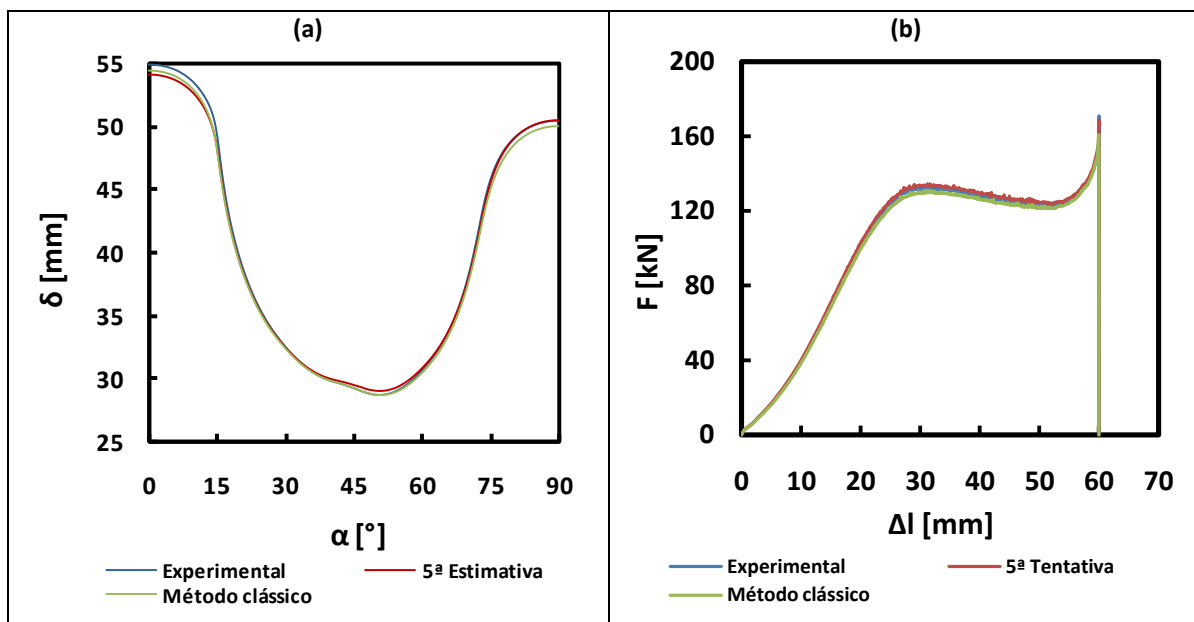 (a)
55
50
45
40
35
30
25
δ [mm]
0 15 30 45 60 75 90
α [°]
Experimental 5ª Estimativa
Método clássico
(b)
200
160
120
80
40
0
F [kN]
0 10 20 30 40 50 60 70
Δl [mm]
Experimental 5ª Tentativa
Método clássico